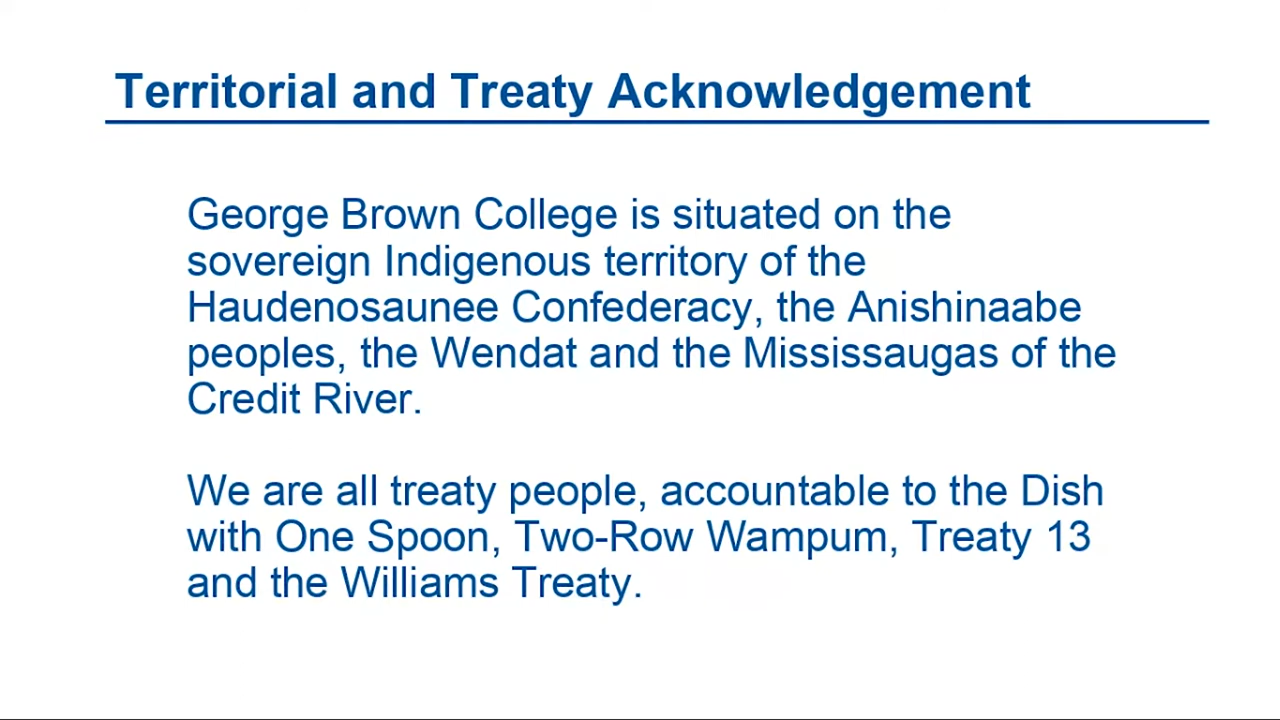 Territorial and Treaty Acknowledgement
George Brown College is situated on the
sovereign Indigenous territory of the
Haudenosaunee Confederacy, the Anishinaabe
peoples, the Wendat and the Mississaugas of the
Credit River.
We are all treaty people, accountable to the Dish
with One Spoon, Two-Row Wampum, Treaty 13
and the Williams Treaty.